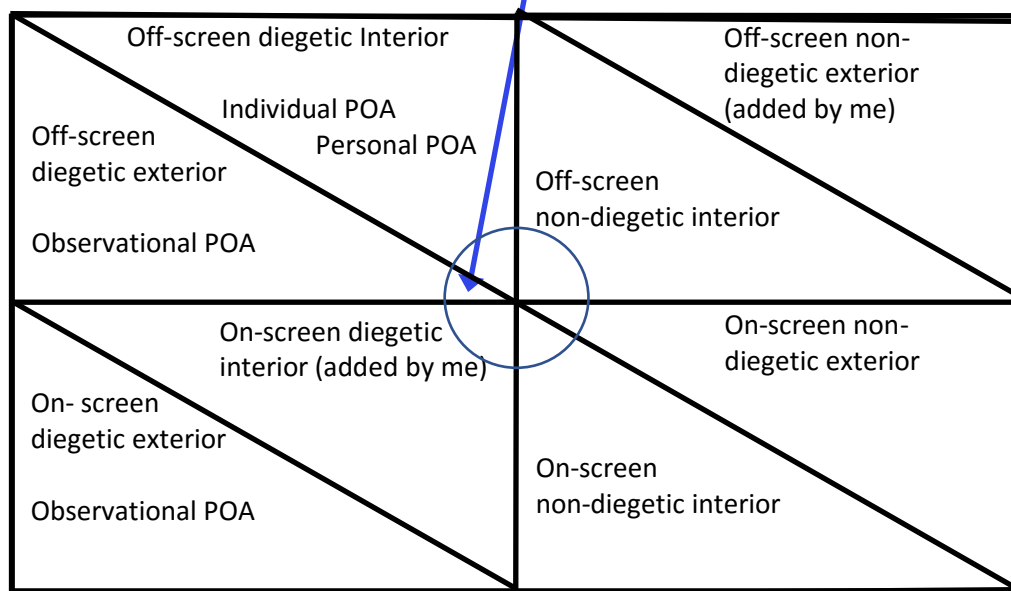 Off-screen diegetic Interior
Individual POA
Personal POA
Off-screen
diegetic exterior
Observational POA
Off-screen non-
diegetic exterior
(added by me)
Off-screen
non-diegetic interior
On-screen diegetic
interior (added by me)
On- screen
diegetic exterior
Observational POA
On-screen non-
diegetic exterior
On-screen
non-diegetic interior